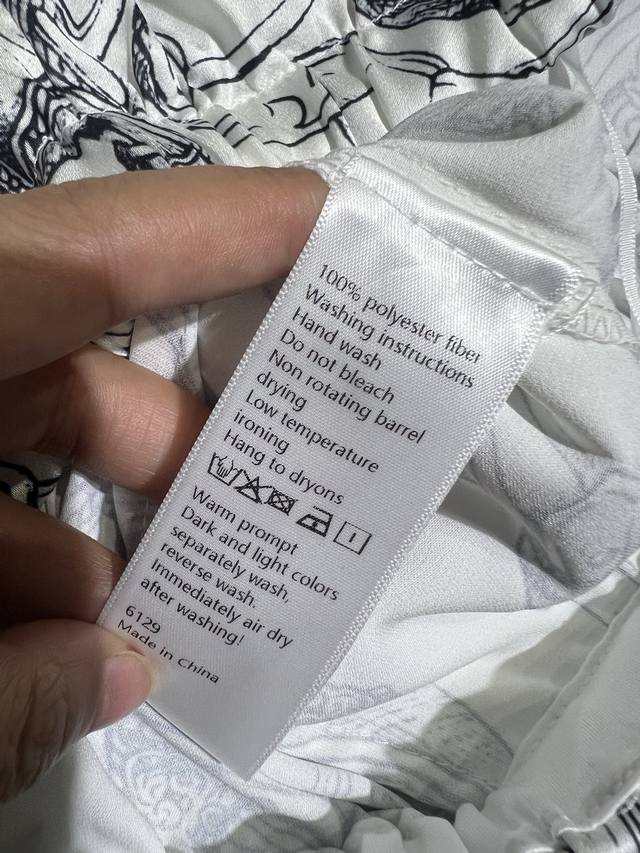 100% polyester fiber
Washing instructions
Hand wash
Do not bleach
Non rotating barrel
drying
Low temperature
ironing
Hang to dryons
Warm prompt
Dark and light colors
separately wash,
reverse wash.
Immediately air dry
after washing!
6129
Made in China